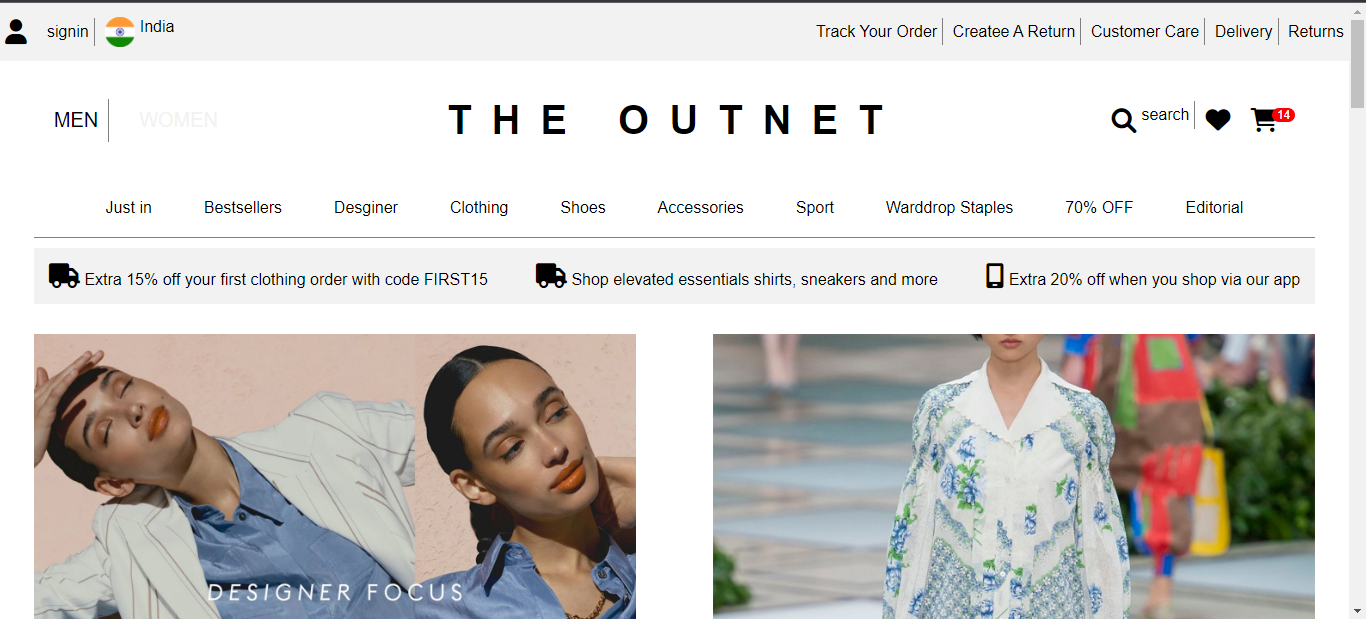 signin India Track Your Order Createe A Return Customer Care Delivery Returns
MEN WOMEN THE OUTNET search 14
Just in Bestsellers Desginer Clothing Shoes Accessories Sport Warddrop Staples 70% OFF Editorial
Extra 15% off your first clothing order with code FIRST15 Shop elevated essentials shirts, sneakers and more Extra 20% off when you shop via our app
DESIGNER FOCUS